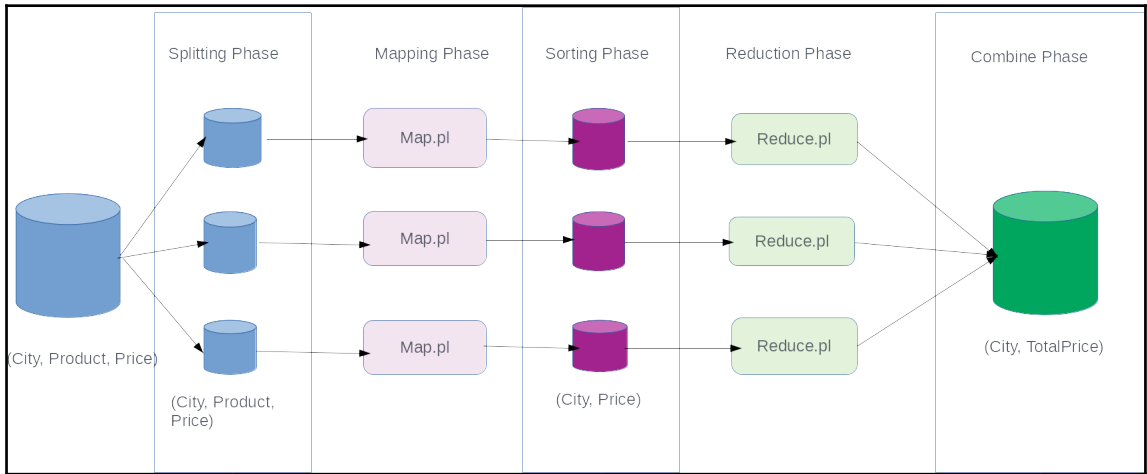 Splitting Phase
Mapping Phase
Sorting Phase
Reduction Phase
Combine Phase
Map.pl
Reduce.pl
Map.pl
Reduce.pl
Map.pl
Reduce.pl
(City, Product, Price)
(City, Product,
Price)
(City, Price)
(City, TotalPrice)